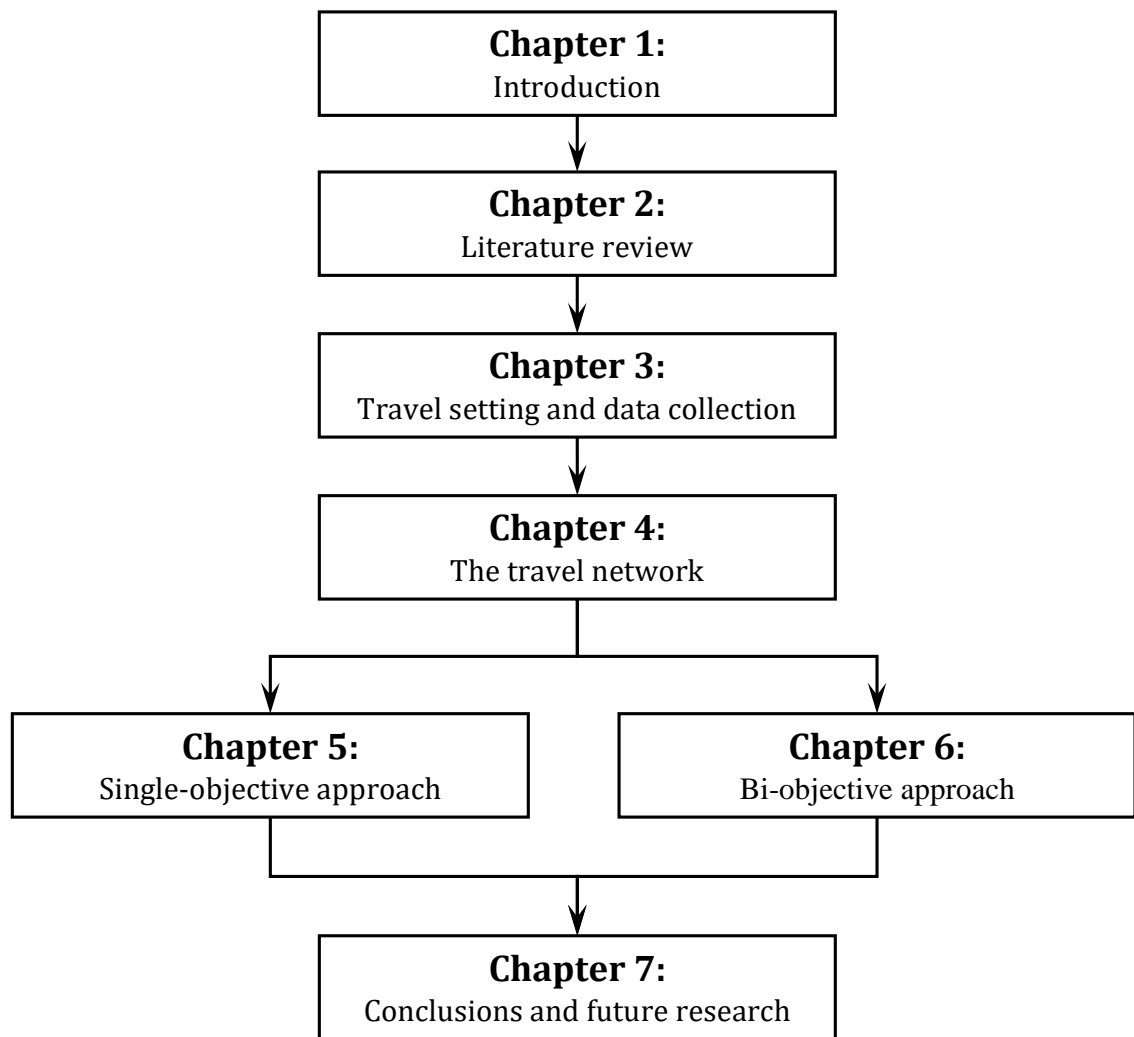 Chapter 1:
Introduction
Chapter 2:
Literature review
Chapter 3:
Travel setting and data collection
Chapter 4:
The travel network
Chapter 5:
Single-objective approach
Chapter 6:
Bi-objective approach
Chapter 7:
Conclusions and future research